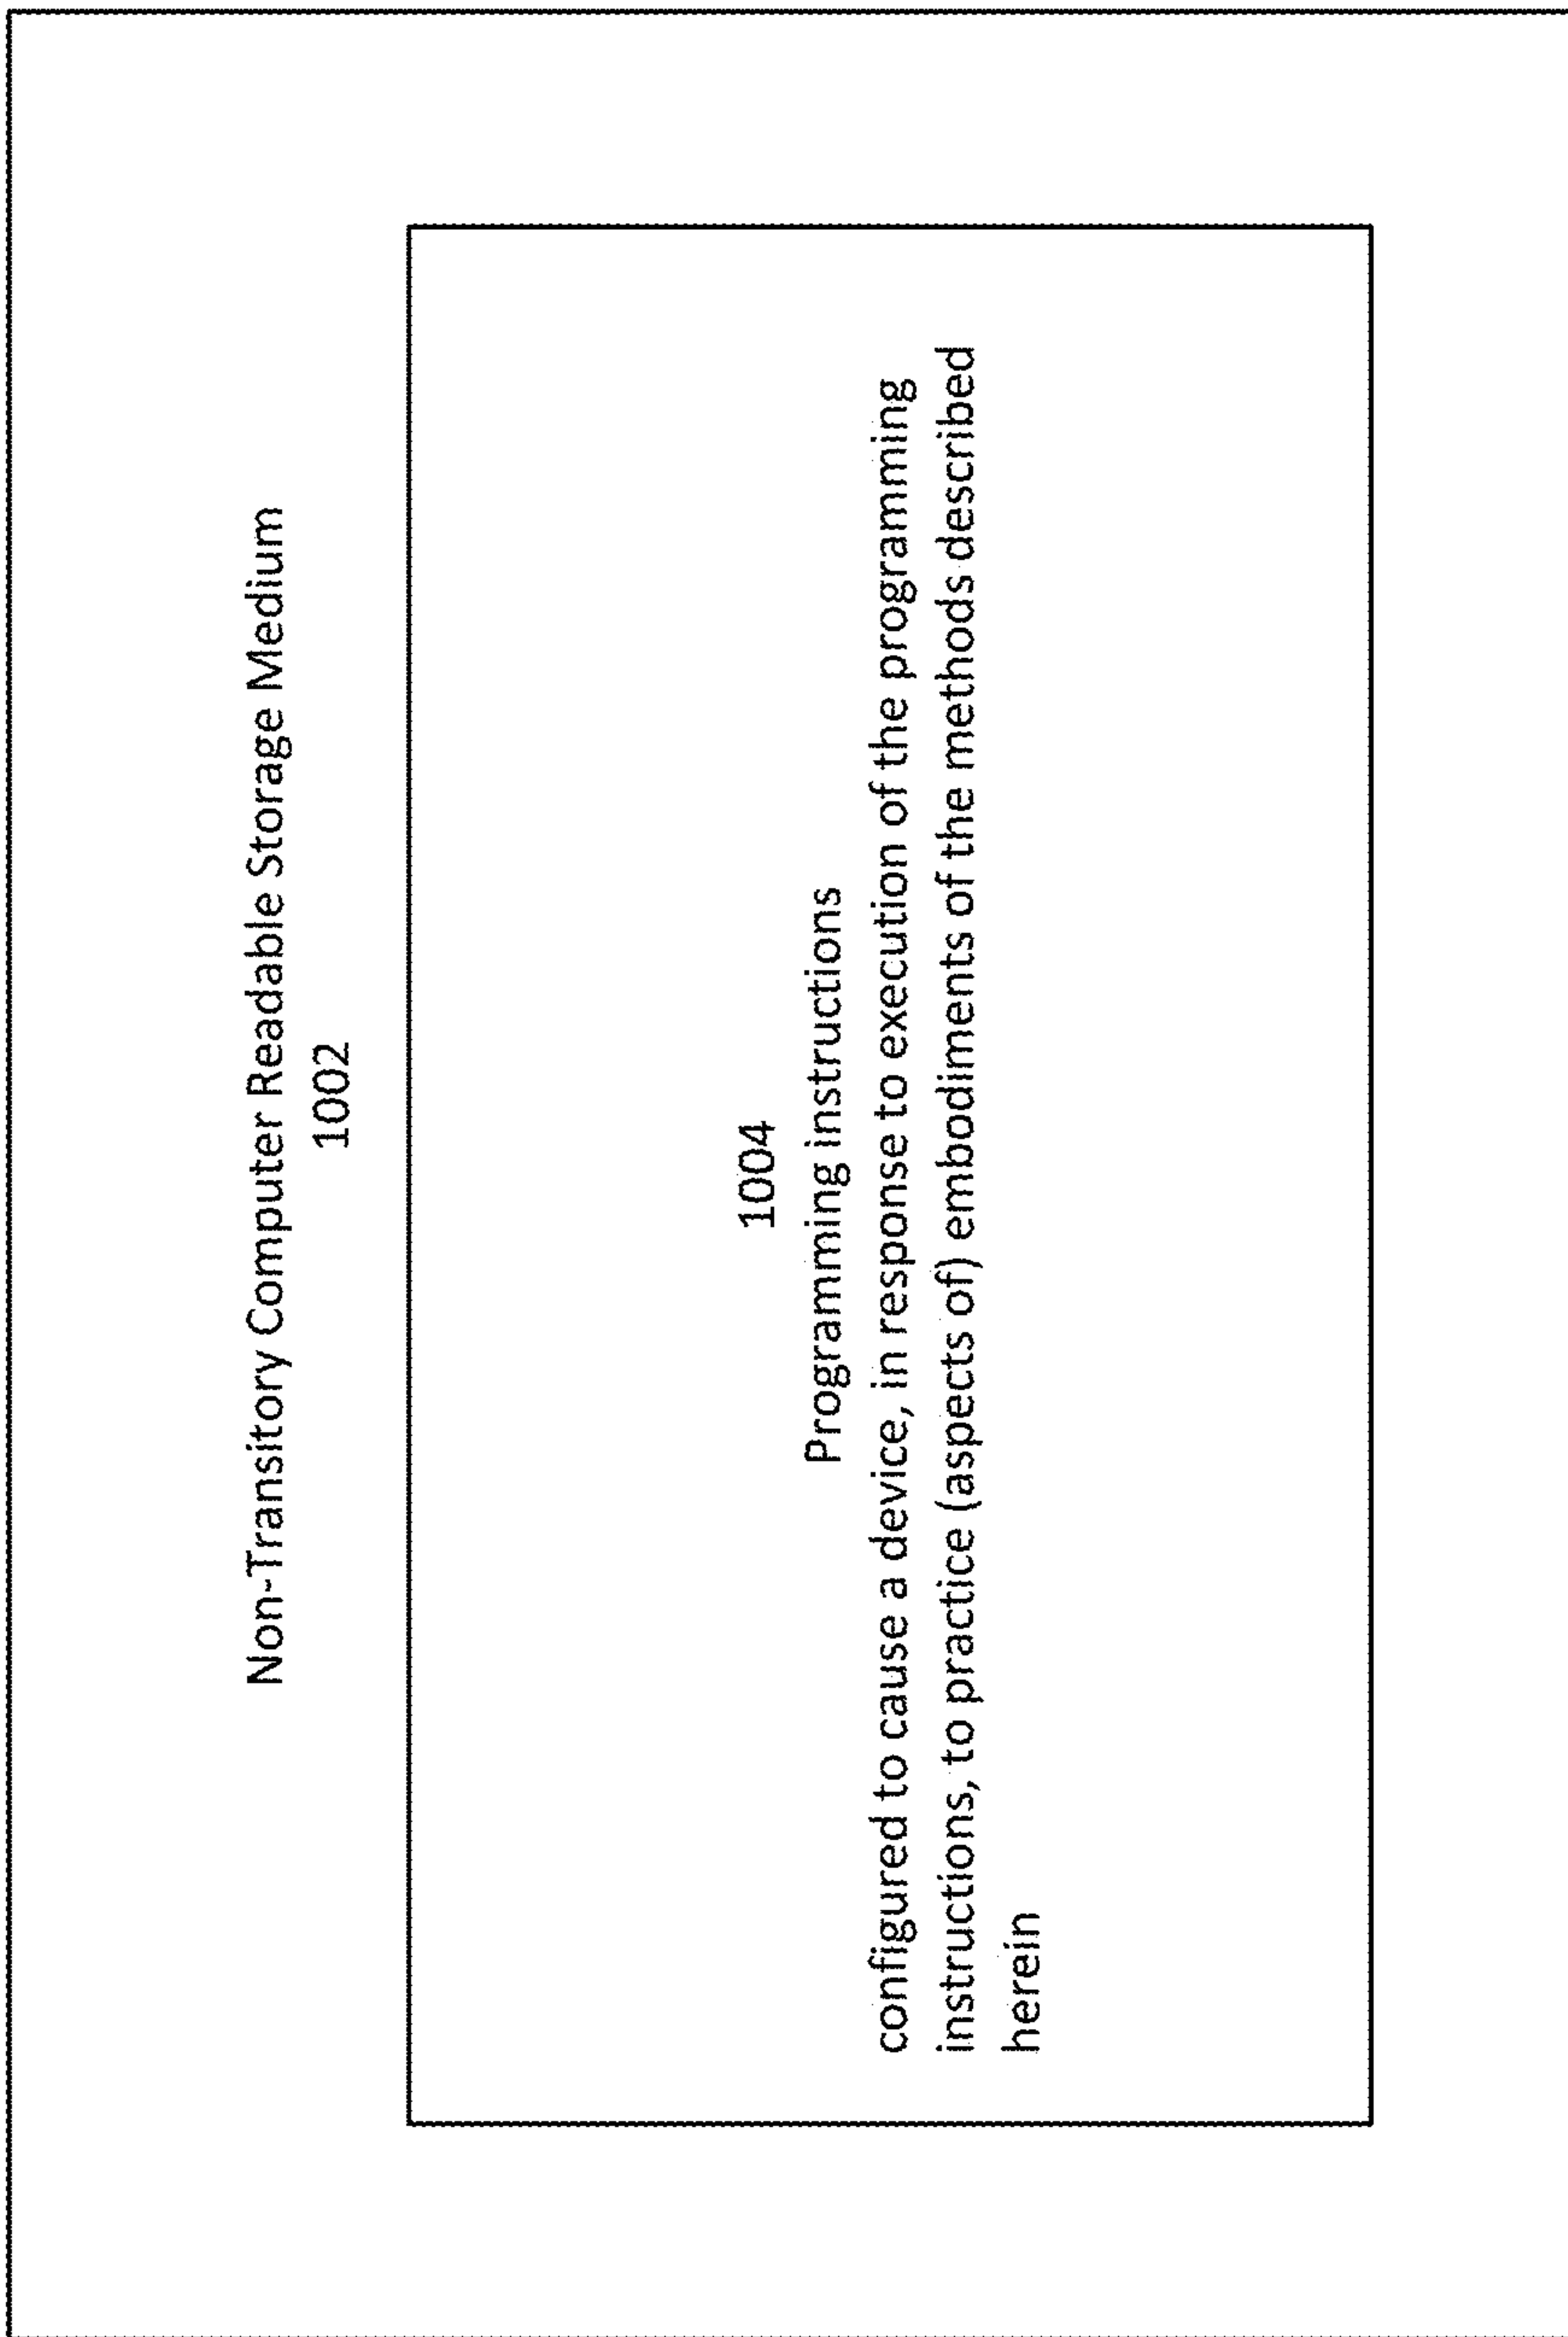 Non-Transitory Computer Readable Storage Medium
1002
1004
Programming instructions
configured to cause a device, in response to execution of the programming
instructions, to practice (aspects of) embodiments of the methods described
herein